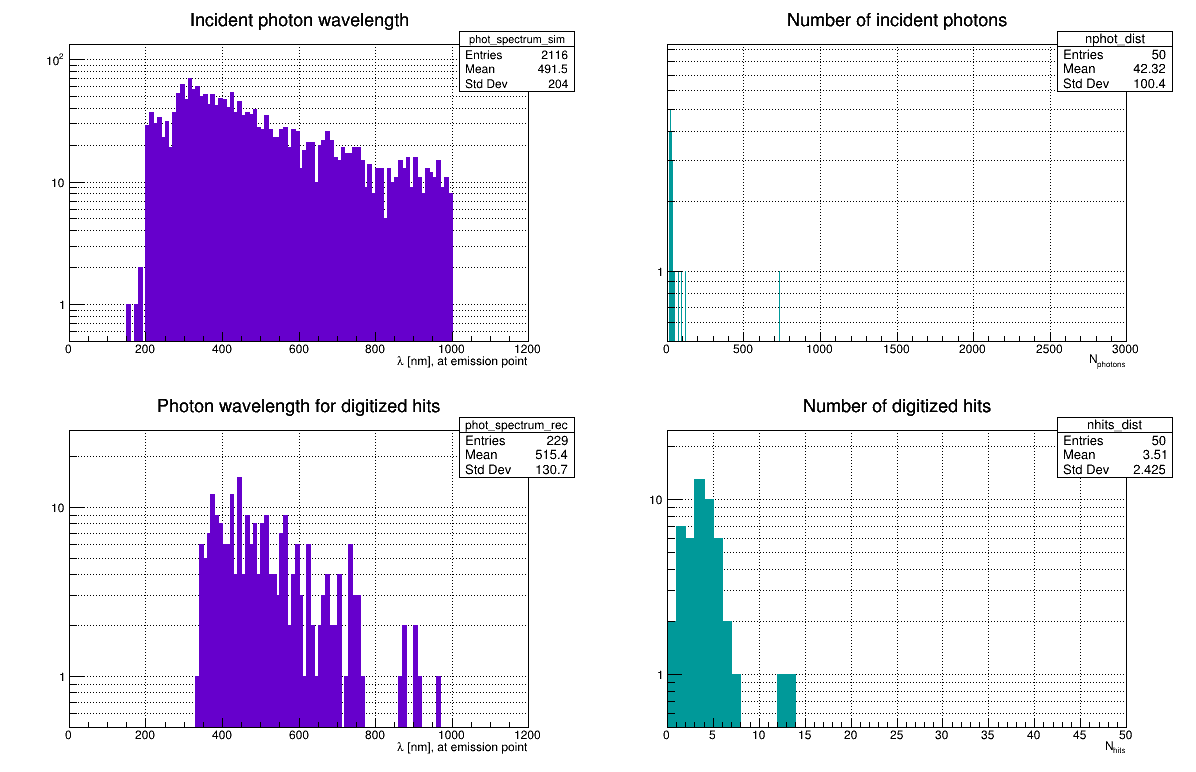 Incident photon wavelength
phot_spectrum_sim
Entries 2116
Mean 491.5
Std Dev 204
10²
10
1
0 200 400 600 800 1000 1200
λ [nm], at emission point
Number of incident photons
nphot_dist
Entries 50
Mean 42.32
Std Dev 100.4
1
0 500 1000 1500 2000 2500 3000
Nphotons
Photon wavelength for digitized hits
phot_spectrum_rec
Entries 229
Mean 515.4
Std Dev 130.7
10
1
0 200 400 600 800 1000 1200
λ [nm], at emission point
Number of digitized hits
nhits_dist
Entries 50
Mean 3.51
Std Dev 2.425
10
1
0 5 10 15 20 25 30 35 40 45 50
Nhits